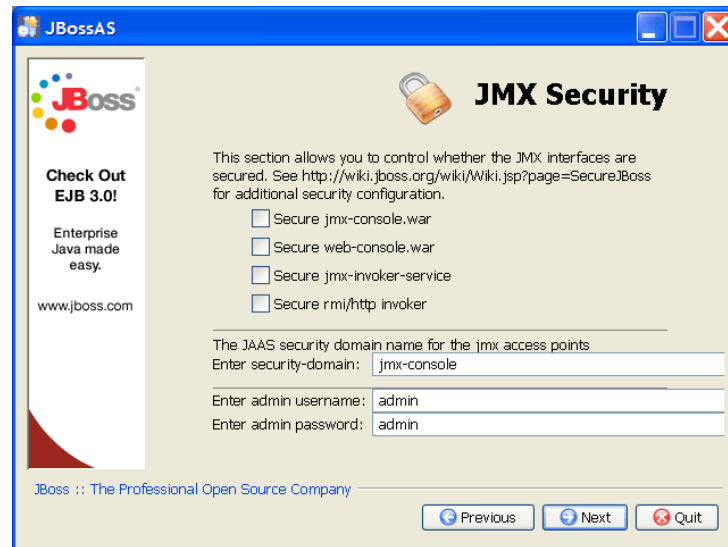 JBossAS
JBoss
JMX Security
Check Out
EJB 3.0!
Enterprise
Java made
easy.
www.jboss.com
This section allows you to control whether the JMX interfaces are
secured. See http://wiki.jboss.org/wiki/Wiki.jsp?page=SecureJBoss
for additional security configuration.
Secure jmx-console.war
Secure web-console.war
Secure jmx-invoker-service
Secure rmi/http invoker
The JAAS security domain name for the jmx access points
Enter security-domain: jmx-console
Enter admin username: admin
Enter admin password: admin
JBoss :: The Professional Open Source Company
Previous Next Quit